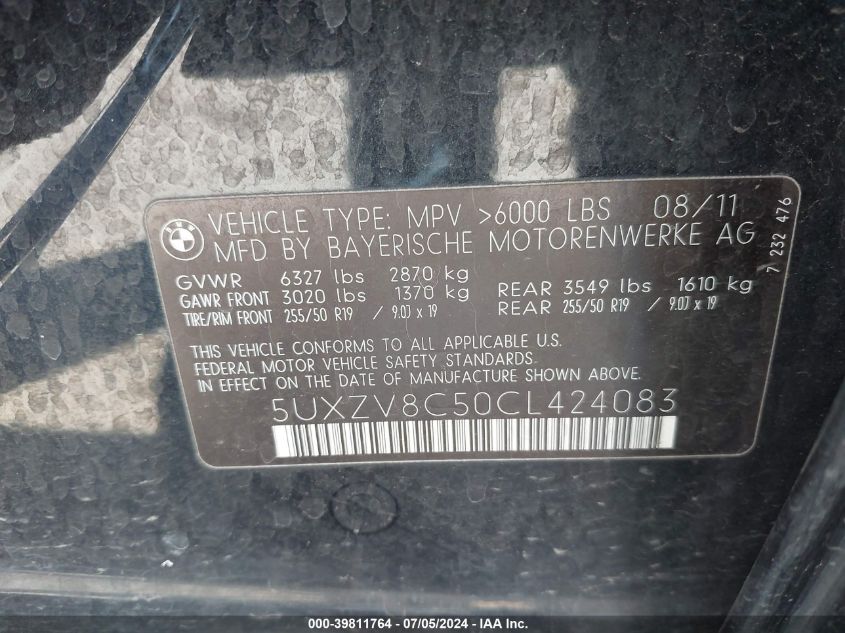 BMW
VEHICLE TYPE: MPV >6000 LBS 08/11
MFD BY BAYERISCHE MOTORENWERKE AG
7 232 476
GVWR 6327 lbs 2870 kg
GAWR FRONT 3020 lbs 1370 kg REAR 3549 lbs 1610 kg
TIRE/RIM FRONT 255/50 R19 / 9.0J x 19 REAR 255/50 R19 / 9.0J x 19
THIS VEHICLE CONFORMS TO ALL APPLICABLE U.S.
FEDERAL MOTOR VEHICLE SAFETY STANDARDS
IN EFFECT ON THE DATE OF MANUFACTURE SHOWN ABOVE.
5UXZV8C50CL424083
000-39811764 - 07/05/2024 - IAA Inc.